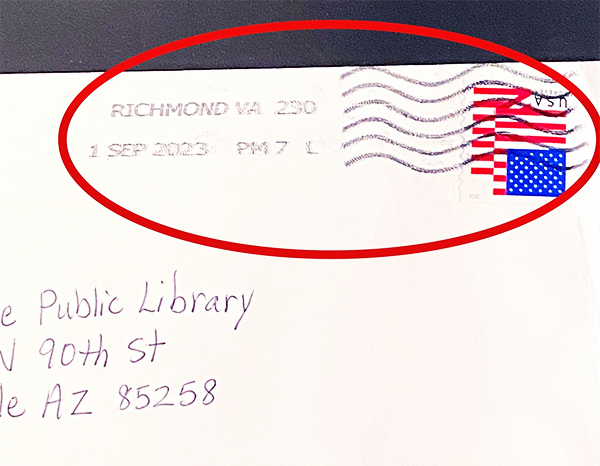 RICHMOND VA 230
1 SEP 2023 PM 7 L
USA
e Public Library
N 90th St
le AZ 85258